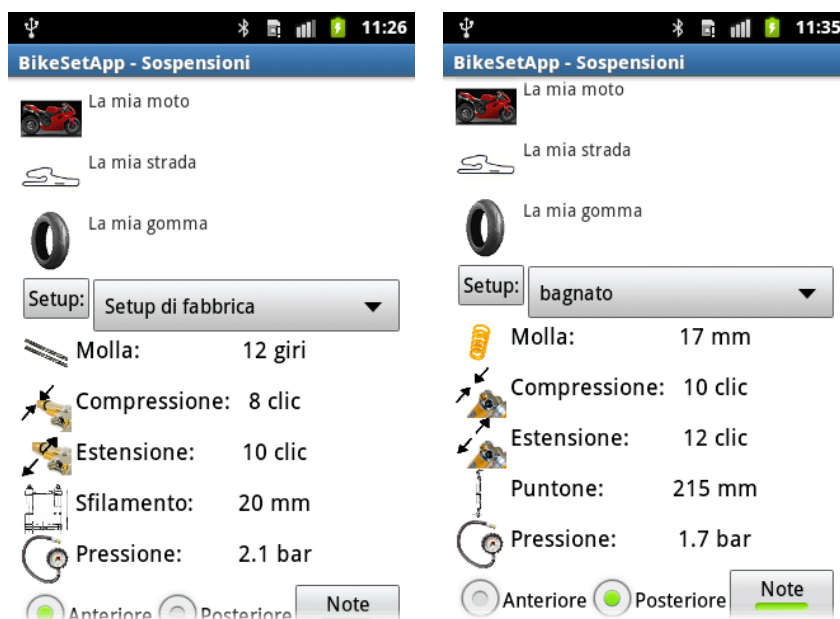 11:26
BikeSetApp - Sospensioni
La mia moto
La mia strada
La mia gomma
Setup: Setup di fabbrica
Molla: 12 giri
Compressione: 8 clic
Estensione: 10 clic
Sfilamento: 20 mm
Pressione: 2.1 bar
Anteriore Posteriore Note
11:35
BikeSetApp - Sospensioni
La mia moto
La mia strada
La mia gomma
Setup: bagnato
Molla: 17 mm
Compressione: 10 clic
Estensione: 12 clic
Puntone: 215 mm
Pressione: 1.7 bar
Anteriore Posteriore Note